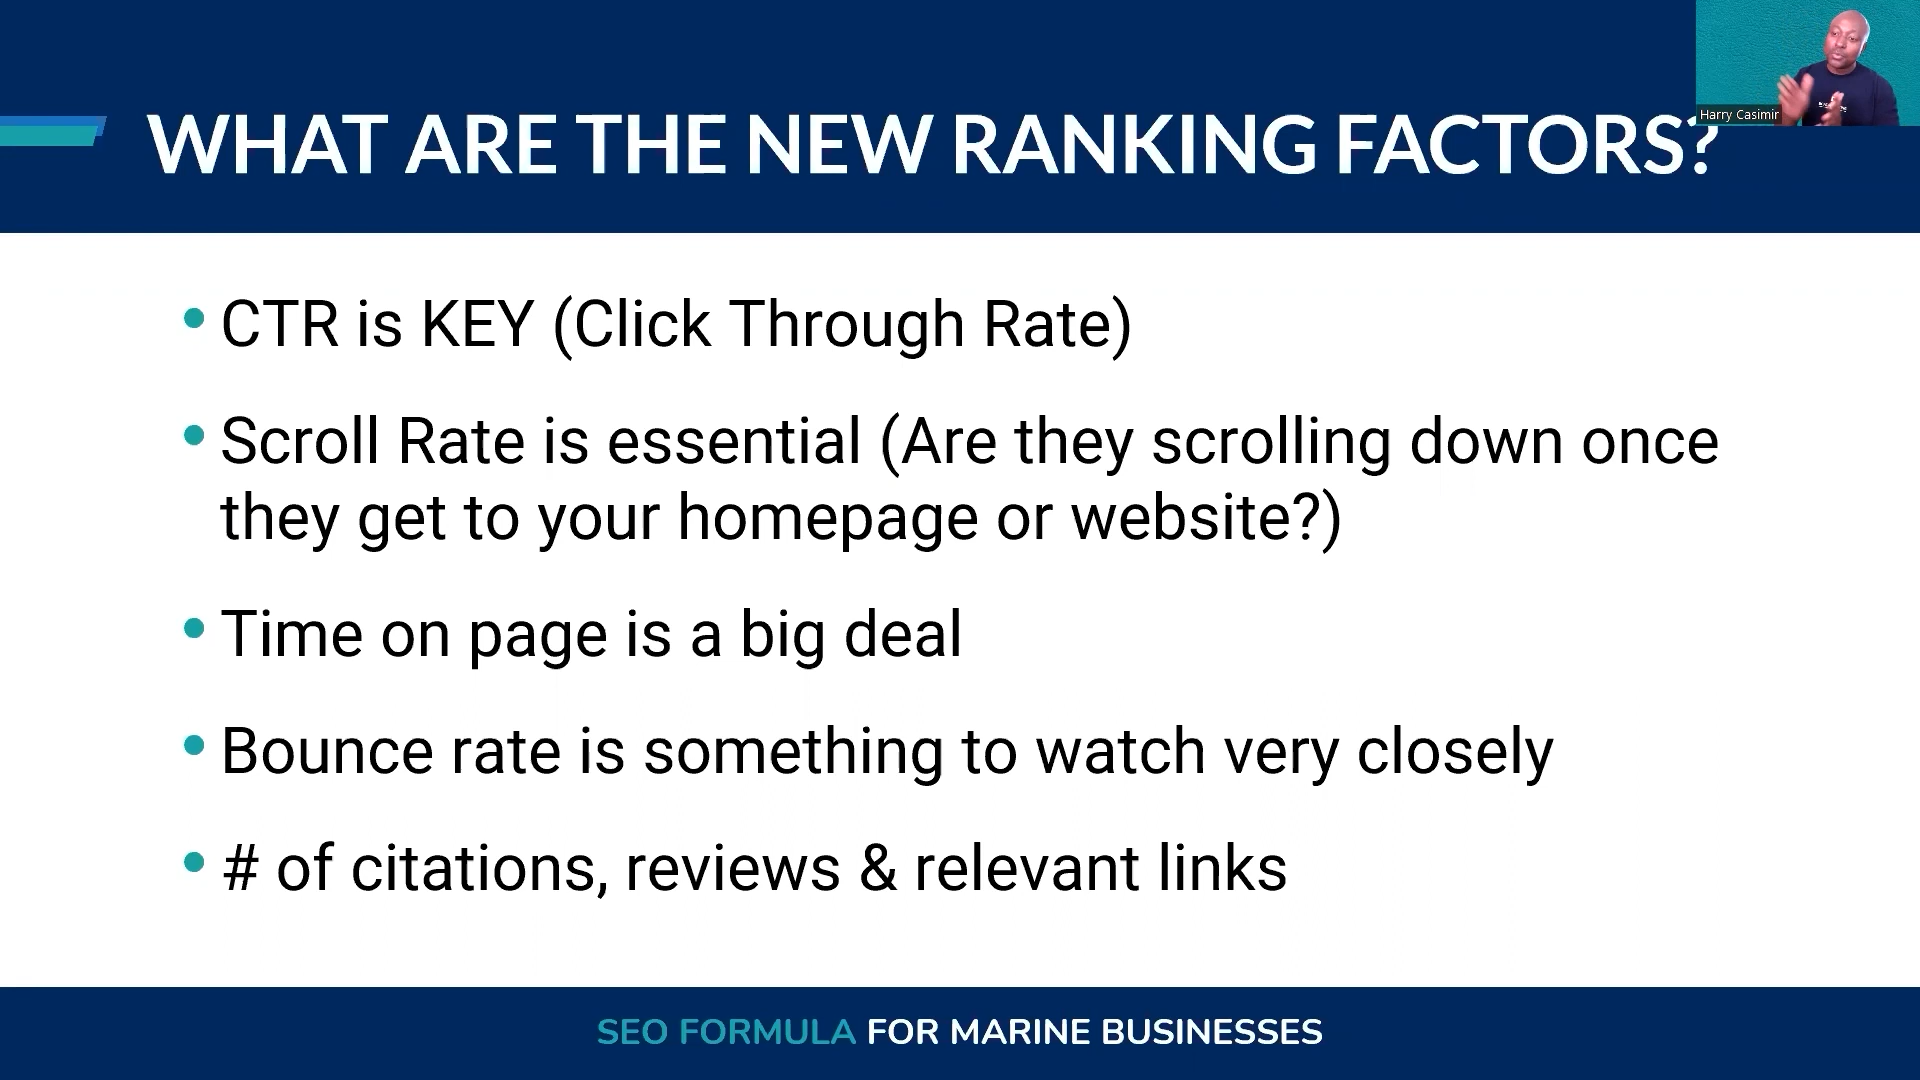 Harry Casimir
WHAT ARE THE NEW RANKING FACTORS?
• CTR is KEY (Click Through Rate)
• Scroll Rate is essential (Are they scrolling down once
they get to your homepage or website?)
• Time on page is a big deal
• Bounce rate is something to watch very closely
• # of citations, reviews & relevant links
SEO FORMULA FOR MARINE BUSINESSES